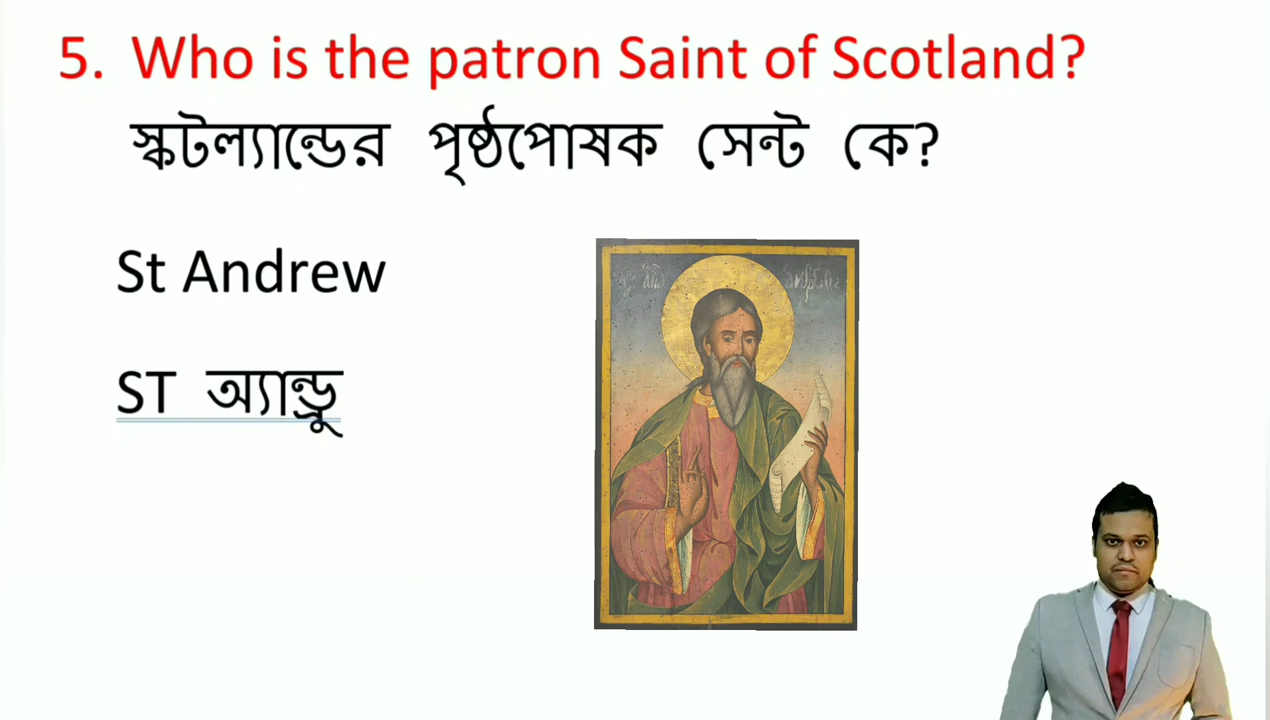 5. Who is the patron Saint of Scotland?
স্কটল্যান্ডের পৃষ্ঠপোষক সেন্ট কে?
St Andrew
ST অ্যান্ড্রু